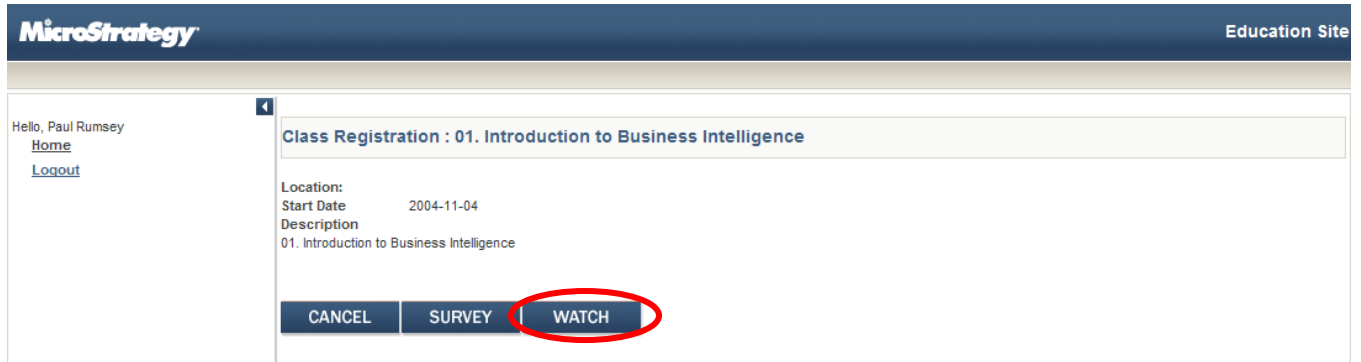 MicroStrategy
Education Site
Hello, Paul Rumsey
Home
Logout
Class Registration : 01. Introduction to Business Intelligence
Location:
Start Date 2004-11-04
Description
01. Introduction to Business Intelligence
CANCEL SURVEY WATCH